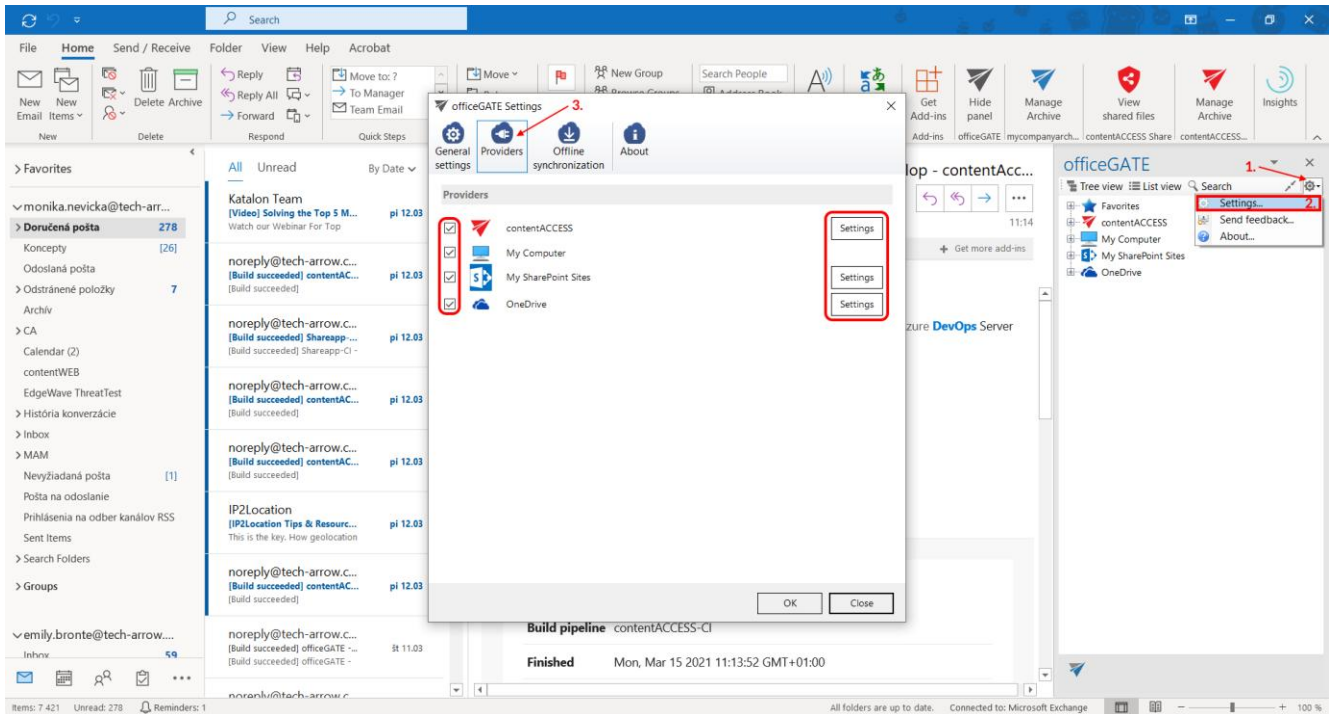 Search
File Home Send / Receive Folder View Help Acrobat
New Email
New Items
Delete Archive
Reply
Reply All
Forward
Move to: ?
To Manager
Team Email
Move
New Group
Search People
Get Add-ins
Hide panel
Manage Archive
View shared files
Manage Archive
Insights
New Delete Respond Quick Steps Add-ins officeGATE mycompanyarch... contentACCESS Share contentACCESS...
Favorites
monika.nevicka@tech-arr...
Doručená pošta 278
Koncepty [26]
Odoslaná pošta
Odstránené položky 7
Archív
CA
Calendar (2)
contentWEB
EdgeWave ThreatTest
História konverzácie
Inbox
MAM
Nevyžiadaná pošta [1]
Pošta na odoslanie
Prihlásenia na odber kanálov RSS
Sent Items
Search Folders
Groups
emily.bronte@tech-arrow....
Inbox 59
All Unread By Date
Katalon Team
[Video] Solving the Top 5 M... pi 12.03
Watch our Webinar For Top
noreply@tech-arrow.c...
[Build succeeded] contentAC... pi 12.03
[Build succeeded]
noreply@tech-arrow.c...
[Build succeeded] Shareapp-... pi 12.03
[Build succeeded] Shareapp-CI -
noreply@tech-arrow.c...
[Build succeeded] contentAC... pi 12.03
[Build succeeded]
noreply@tech-arrow.c...
[Build succeeded] contentAC... pi 12.03
[Build succeeded]
IP2Location
[IP2Location Tips & Resourc... pi 12.03
This is the key. How geolocation
noreply@tech-arrow.c...
[Build succeeded] contentAC... pi 12.03
[Build succeeded]
noreply@tech-arrow.c...
[Build succeeded] officeGATE -... št 11.03
[Build succeeded] officeGATE -
officeGATE Settings 3.
General settings
Providers
Offline synchronization
About
Providers
contentACCESS Settings
My Computer
My SharePoint Sites Settings
OneDrive Settings
OK Close
lop - contentAcc...
11:14
Get more add-ins
zure DevOps Server
Build pipeline contentACCESS-CI
Finished Mon, Mar 15 2021 11:13:52 GMT+01:00
officeGATE 1.
Tree view List view Search
Favorites
contentACCESS
My Computer
My SharePoint Sites
OneDrive
Settings... 2.
Send feedback...
About...
Items: 7 421 Unread: 278 Reminders: 1 All folders are up to date. Connected to: Microsoft Exchange 100 %